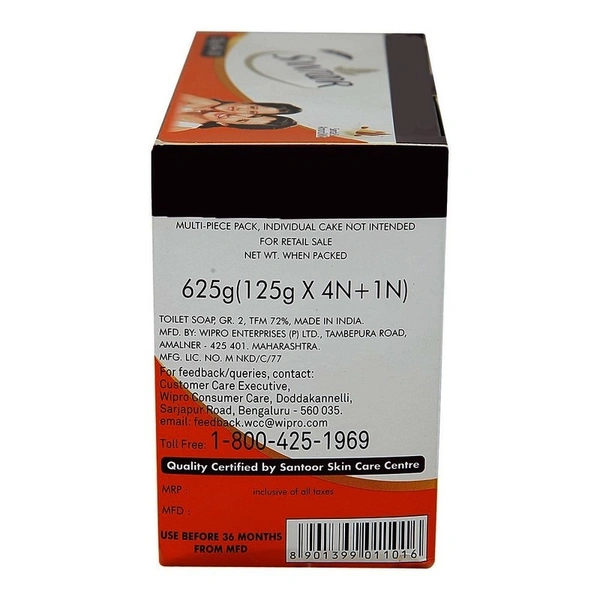 SANTOOR
MULTI-PIECE PACK, INDIVIDUAL CAKE NOT INTENDED
FOR RETAIL SALE
NET WT. WHEN PACKED
625g(125g X 4N+1N)
TOILET SOAP, GR. 2, TFM 72%, MADE IN INDIA.
MFD. BY: WIPRO ENTERPRISES (P) LTD., TAMBEPURA ROAD,
AMALNER - 425 401. MAHARASHTRA.
MFG. LIC. NO. M NKD/C/77
For feedback/queries, contact:
Customer Care Executive,
Wipro Consumer Care, Doddakannelli,
Sarjapur Road, Bengaluru - 560 035.
email: feedback.wcc@wipro.com
Toll Free: 1-800-425-1969
Quality Certified by Santoor Skin Care Centre
MRP : inclusive of all taxes
MFD :
USE BEFORE 36 MONTHS
FROM MFD
8 901399 011016